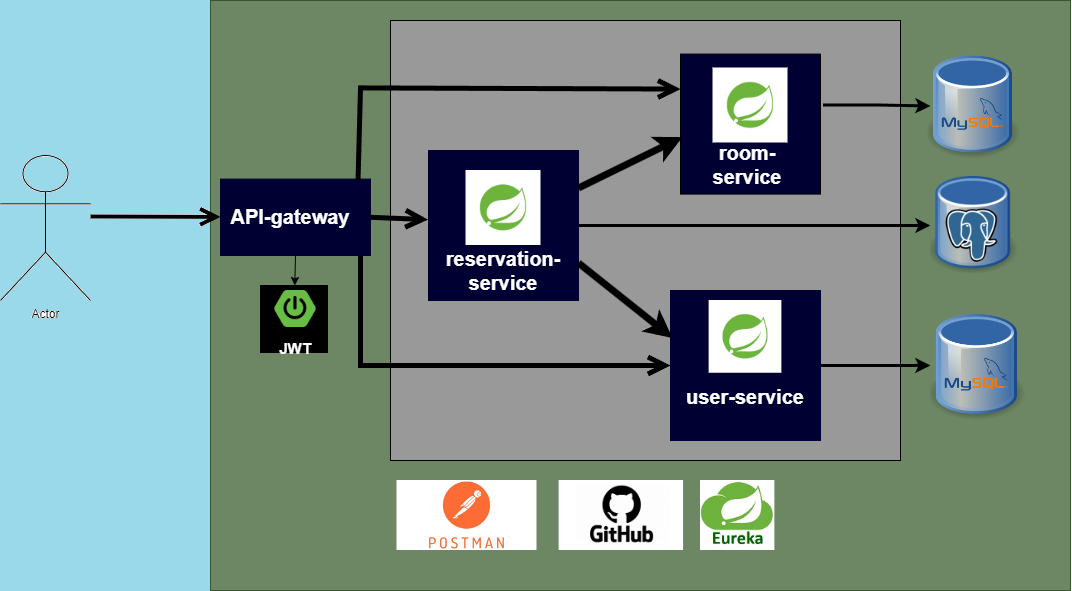 Actor
API-gateway
JWT
reservation-
service
room-
service
user-service
MySQL
MySQL
POSTMAN
GitHub
Eureka